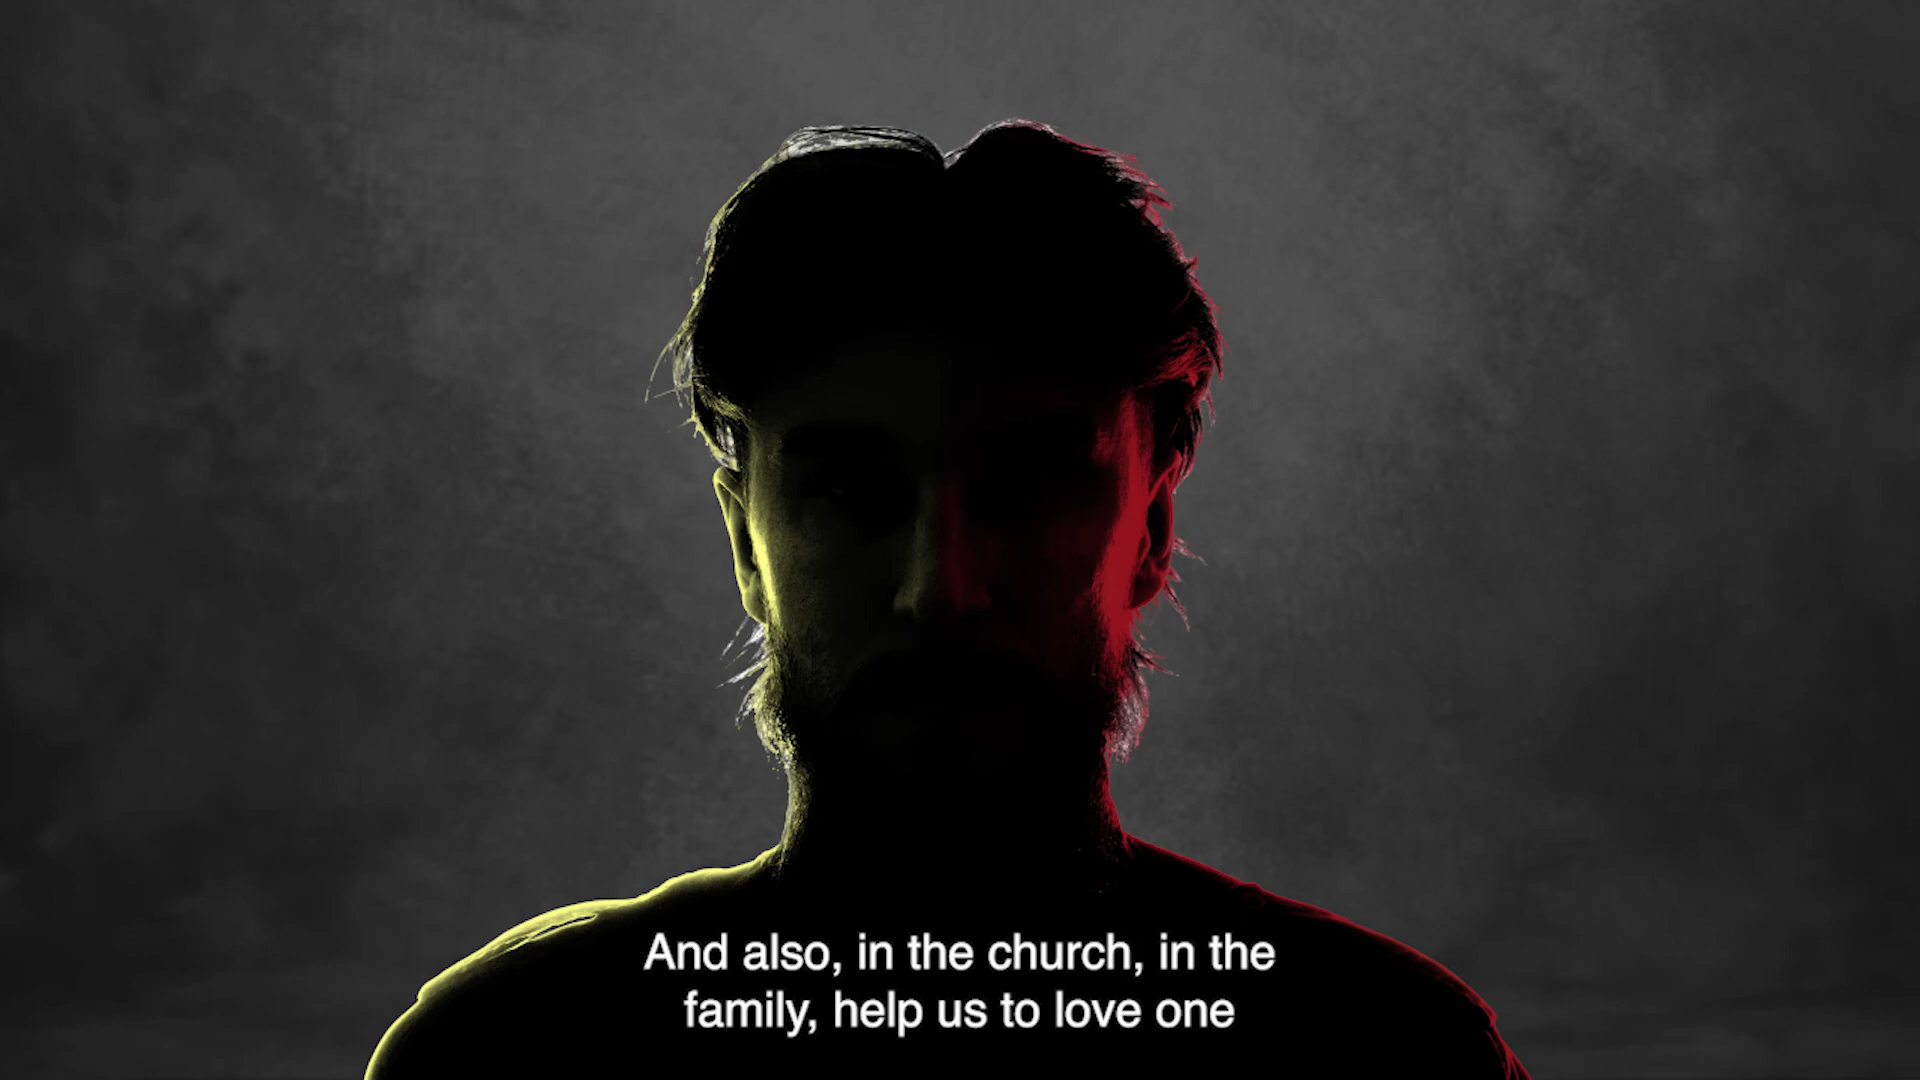 And also, in the church, in the
family, help us to love one